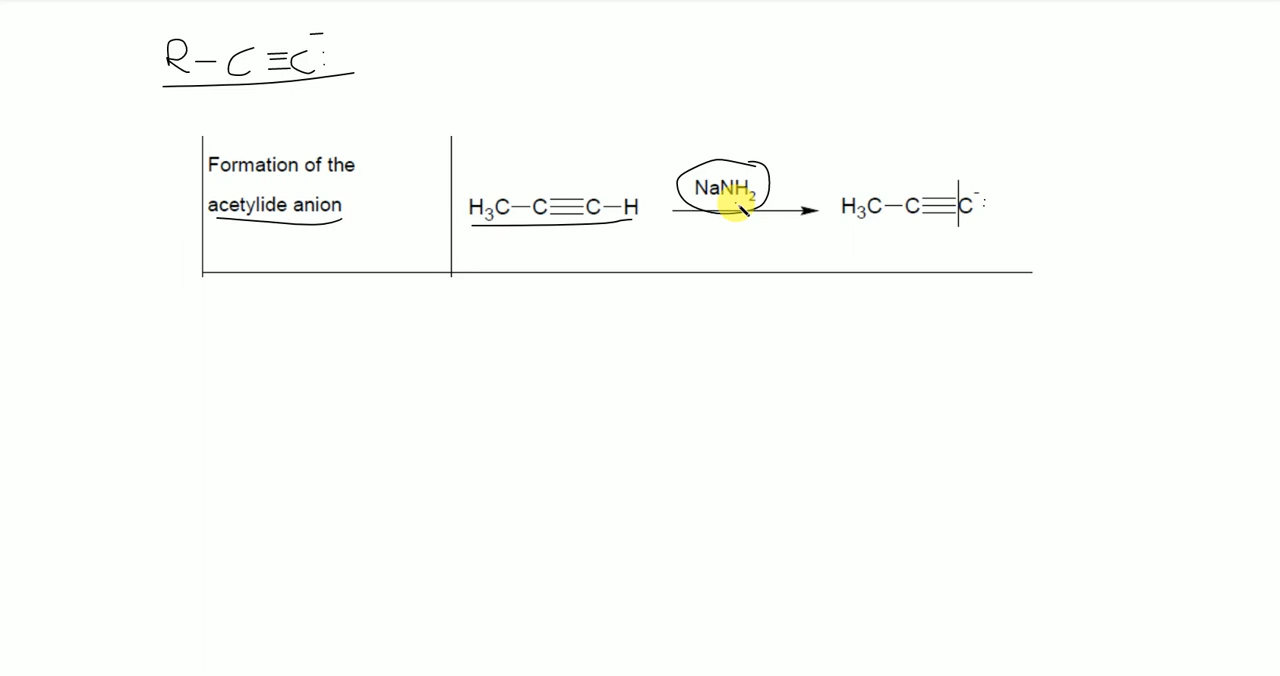 R-C≡C:⁻
Formation of the
acetylide anion
H₃C-C≡C-H
NaNH₂
H₃C-C≡C⁻: